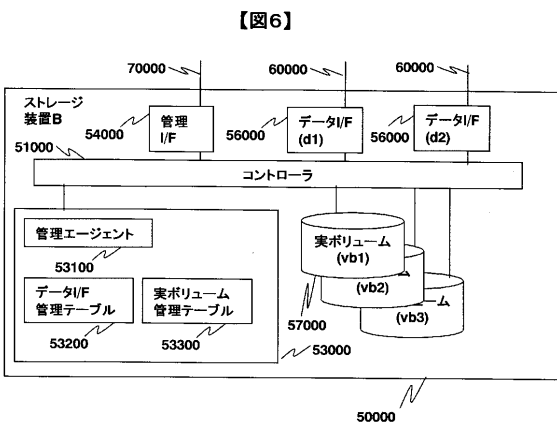 【図6】
70000
60000
60000
ストレージ
装置B
54000
管理
I/F
56000
データI/F
(d1)
56000
データI/F
(d2)
51000
コントローラ
管理エージェント
53100
データI/F
管理テーブル
53200
実ボリューム
管理テーブル
53300
53000
実ボリューム
(vb1)
ム
(vb2)
ーム
(vb3)
57000
50000